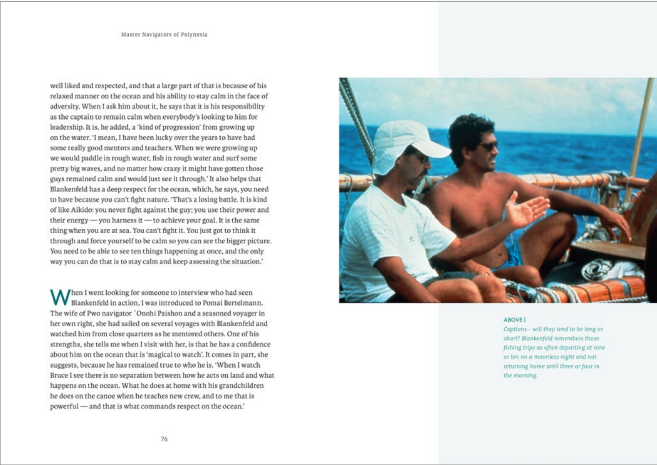 Master Navigators of Polynesia
well liked and respected, and that a large part of that is because of his
relaxed manner on the ocean and his ability to stay calm in the face of
adversity. When I ask him about it, he says that it is his responsibility
as the captain to remain calm when everybody's looking to him for
leadership. It is, he added, a 'kind of progression' from growing up
on the water. 'I mean, I have been lucky over the years to have had
some really good mentors and teachers. When we were growing up
we would paddle in rough water, fish in rough water and surf some
pretty big waves, and no matter how crazy it might have gotten those
guys remained calm and would just see it through.' It also helps that
Blankenfeld has a deep respect for the ocean, which, he says, you need
to have because you can't fight nature. 'That's a losing battle. It is kind
of like Aikido: you never fight against the guy; you use their power and
their energy — you harness it — to achieve your goal. It is the same
thing when you are at sea. You can't fight it. You just got to think it
through and force yourself to be calm so you can see the bigger picture.
You need to be able to see ten things happening at once, and the only
way you can do that is to stay calm and keep assessing the situation.'
When I went looking for someone to interview who had seen
Blankenfeld in action, I was introduced to Pomai Bertelmann.
The wife of Pwo navigator `Onohi Paishon and a seasoned voyager in
her own right, she had sailed on several voyages with Blankenfeld and
watched him from close quarters as he mentored others. One of his
strengths, she tells me when I visit with her, is that he has a confidence
about him on the ocean that is 'magical to watch'. It comes in part, she
suggests, because he has remained true to who he is. 'When I watch
Bruce I see there is no separation between how he acts on land and what
happens on the ocean. What he does at home with his grandchildren
he does on the canoe when he teaches new crew, and to me that is
powerful — and that is what commands respect on the ocean.'
76
ABOVE |
Captions - will they tend to be long or
short? Blankenfeld remembers those
fishing trips as often departing at nine
or ten on a moonless night and not
returning home until three or four in
the morning.